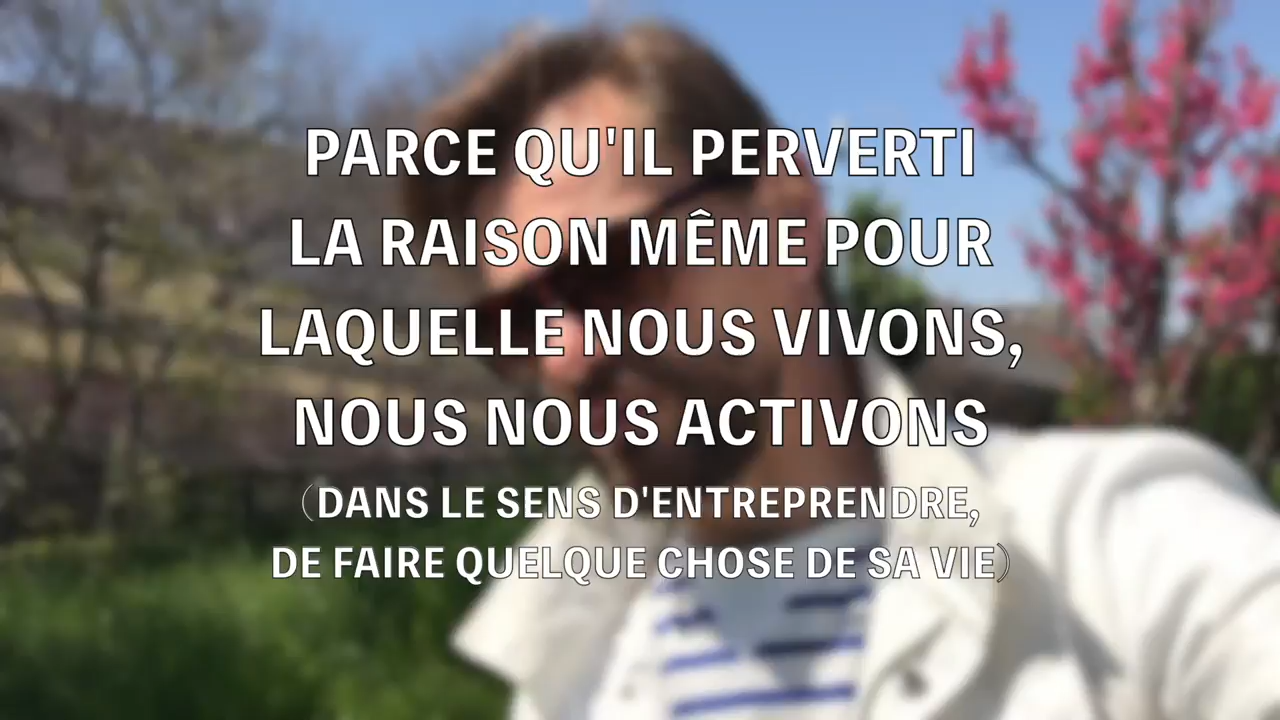 PARCE QU'IL PERVERTI
LA RAISON MÊME POUR
LAQUELLE NOUS VIVONS,
NOUS NOUS ACTIVONS
(DANS LE SENS D'ENTREPRENDRE,
DE FAIRE QUELQUE CHOSE DE SA VIE)